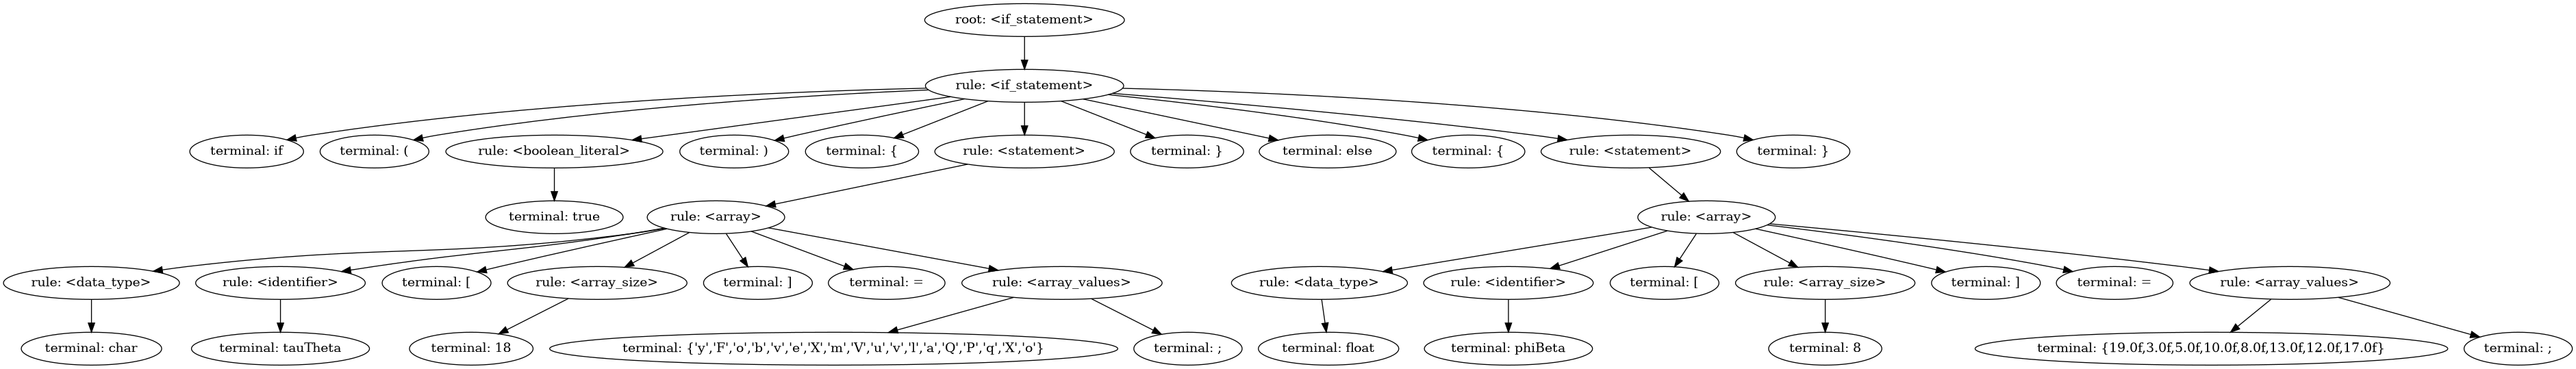 root: <if_statement>
rule: <if_statement>
terminal: if
terminal: (
rule: <boolean_literal>
terminal: )
terminal: {
rule: <statement>
terminal: }
terminal: else
terminal: {
rule: <statement>
terminal: }
terminal: true
rule: <array>
rule: <array>
rule: <data_type>
rule: <identifier>
terminal: [
rule: <array_size>
terminal: ]
terminal: =
rule: <array_values>
rule: <data_type>
rule: <identifier>
terminal: [
rule: <array_size>
terminal: ]
terminal: =
rule: <array_values>
terminal: char
terminal: tauTheta
terminal: 18
terminal: {'y','F','o','b','v','e','X','m','V','u','v','l','a','Q','P','q','X','o'}
terminal: ;
terminal: float
terminal: phiBeta
terminal: 8
terminal: {19.0f,3.0f,5.0f,10.0f,8.0f,13.0f,12.0f,17.0f}
terminal: ;